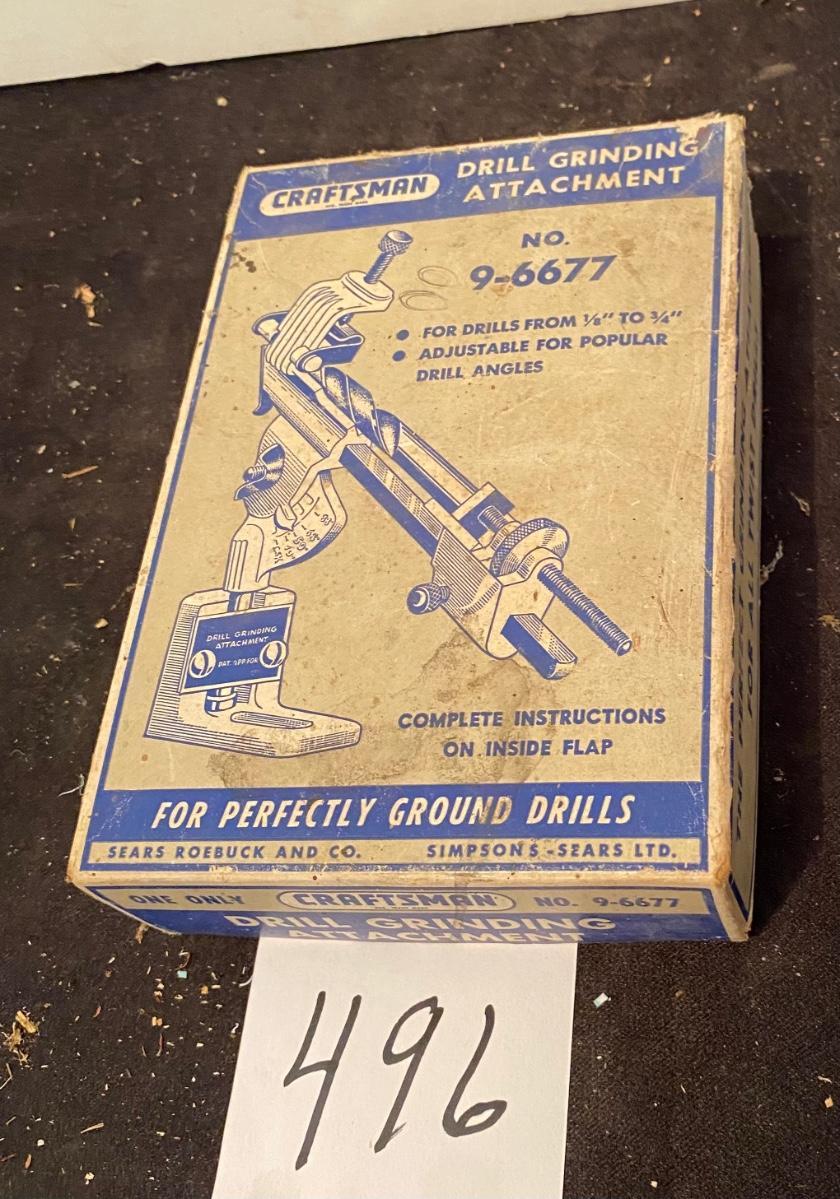 CRAFTSMAN
DRILL GRINDING
ATTACHMENT
NO.
9-6677
● FOR DRILLS FROM 1/8" TO 3/4"
● ADJUSTABLE FOR POPULAR
DRILL ANGLES
DRILL GRINDING
ATTACHMENT
PAT. APP. FOR
COMPLETE INSTRUCTIONS
ON INSIDE FLAP
FOR PERFECTLY GROUND DRILLS
SEARS ROEBUCK AND CO. SIMPSONS-SEARS LTD.
ONE ONLY CRAFTSMAN NO. 9-6677
DRILL GRINDING
ATTACHMENT
496